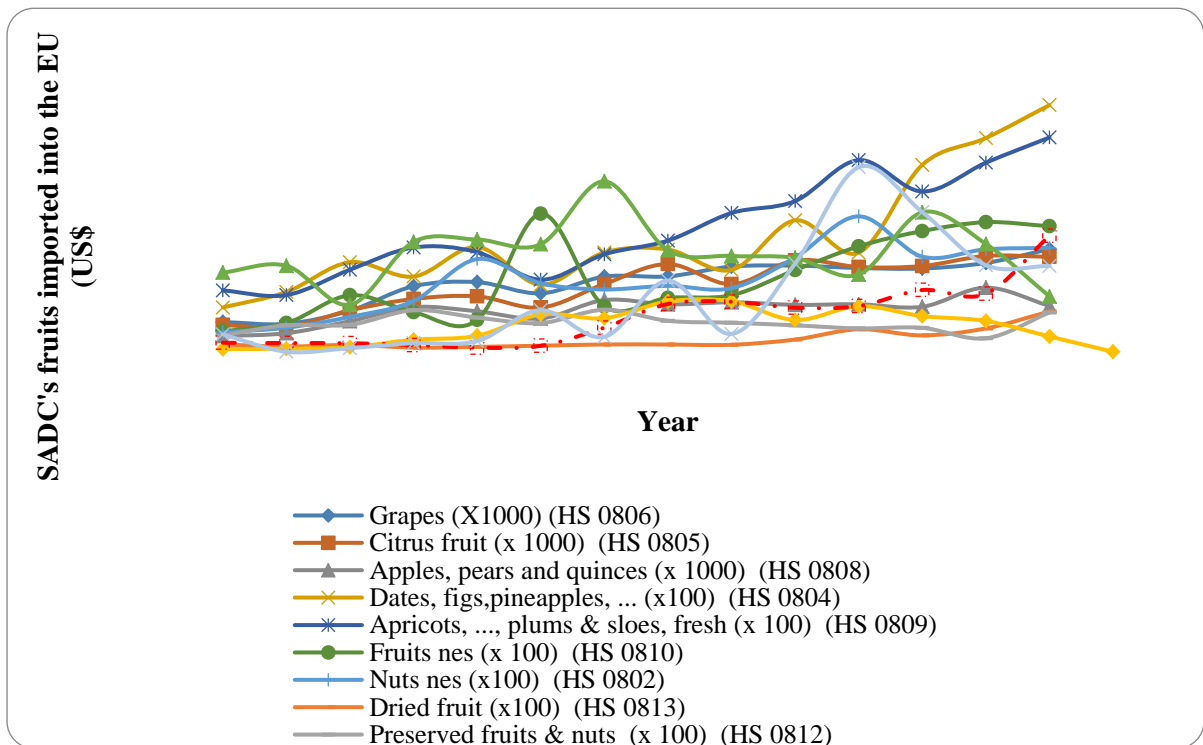 SADC's fruits imported into the EU
(US$
Year
Grapes (X1000) (HS 0806)
Citrus fruit (x 1000) (HS 0805)
Apples, pears and quinces (x 1000) (HS 0808)
Dates, figs,pineapples, ... (x100) (HS 0804)
Apricots, ..., plums & sloes, fresh (x 100) (HS 0809)
Fruits nes (x 100) (HS 0810)
Nuts nes (x100) (HS 0802)
Dried fruit (x100) (HS 0813)
Preserved fruits & nuts (x 100) (HS 0812)